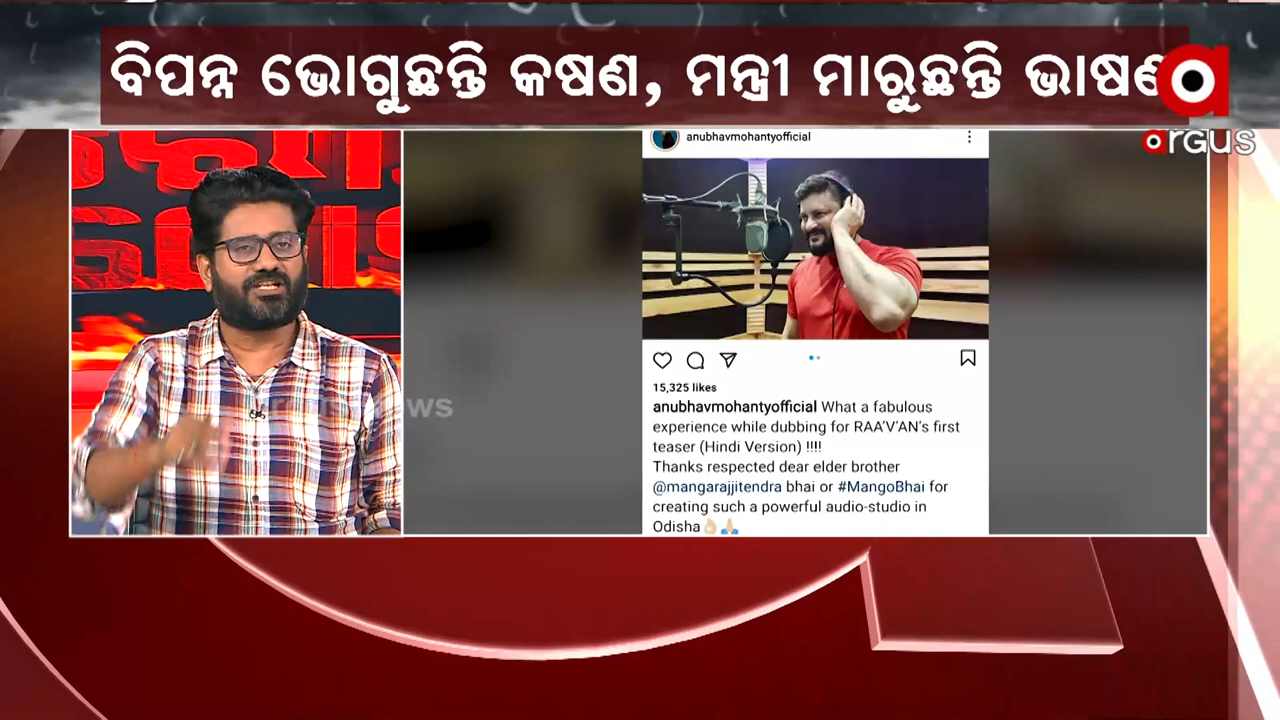 ବିପନ୍ନ ଭୋଗୁଛନ୍ତି କଷଣ, ମନ୍ତ୍ରୀ ମାରୁଛନ୍ତି ଭାଷଣ
argus
anubhavmohantyofficial
15,325 likes
anubhavmohantyofficial What a fabulous
experience while dubbing for RAA'V'AN's first
teaser (Hindi Version) !!!!
Thanks respected dear elder brother
@mangarajjitendra bhai or #MangoBhai for
creating such a powerful audio-studio in
Odisha👌🏻🙏🏻